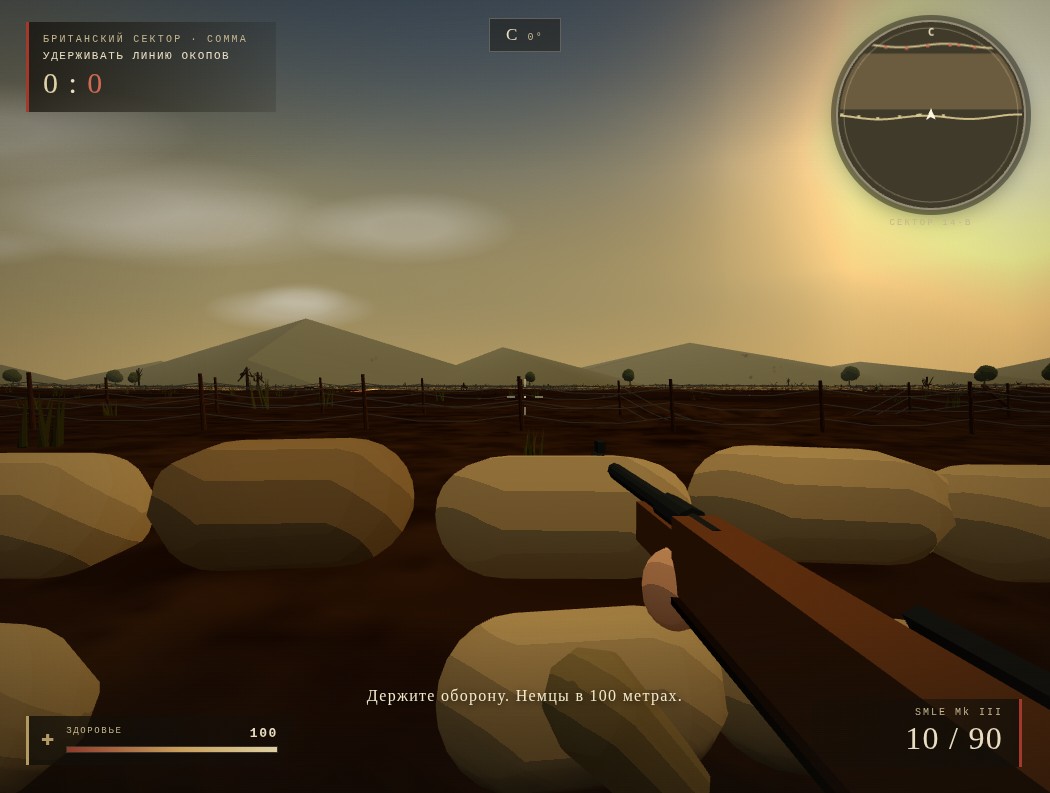 БРИТАНСКИЙ СЕКТОР · СОММА
УДЕРЖИВАТЬ ЛИНИЮ ОКОПОВ
0 : 0
С 0°
С
Держите оборону. Немцы в 100 метрах.
ЗДОРОВЬЕ 100
SMLE Mk III
10 / 90